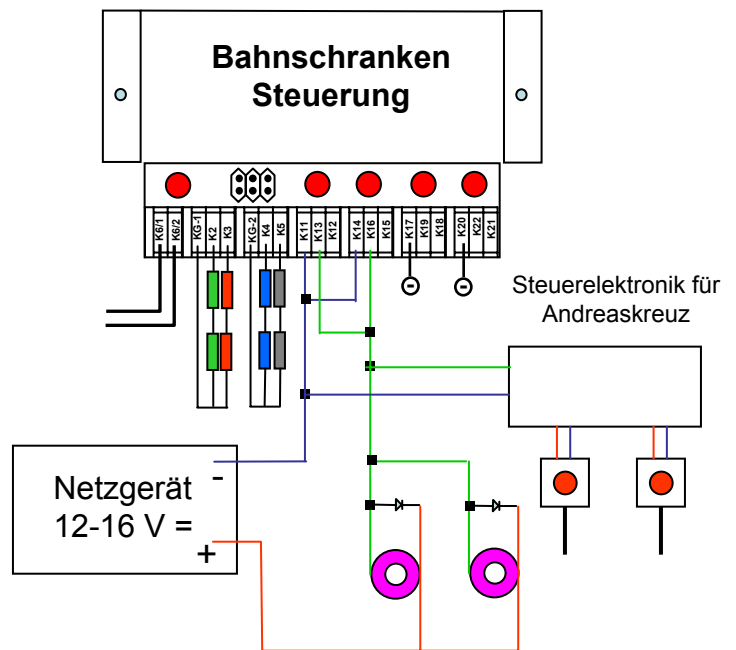 Bahnschranken
Steuerung
K6/1
K6/2
KG-1
K2
K3
KG-2
K4
K5
K11
K13
K12
K14
K16
K15
K17
K19
K18
K20
K22
K21
Steuerelektronik für
Andreaskreuz
Netzgerät -
12-16 V =
+